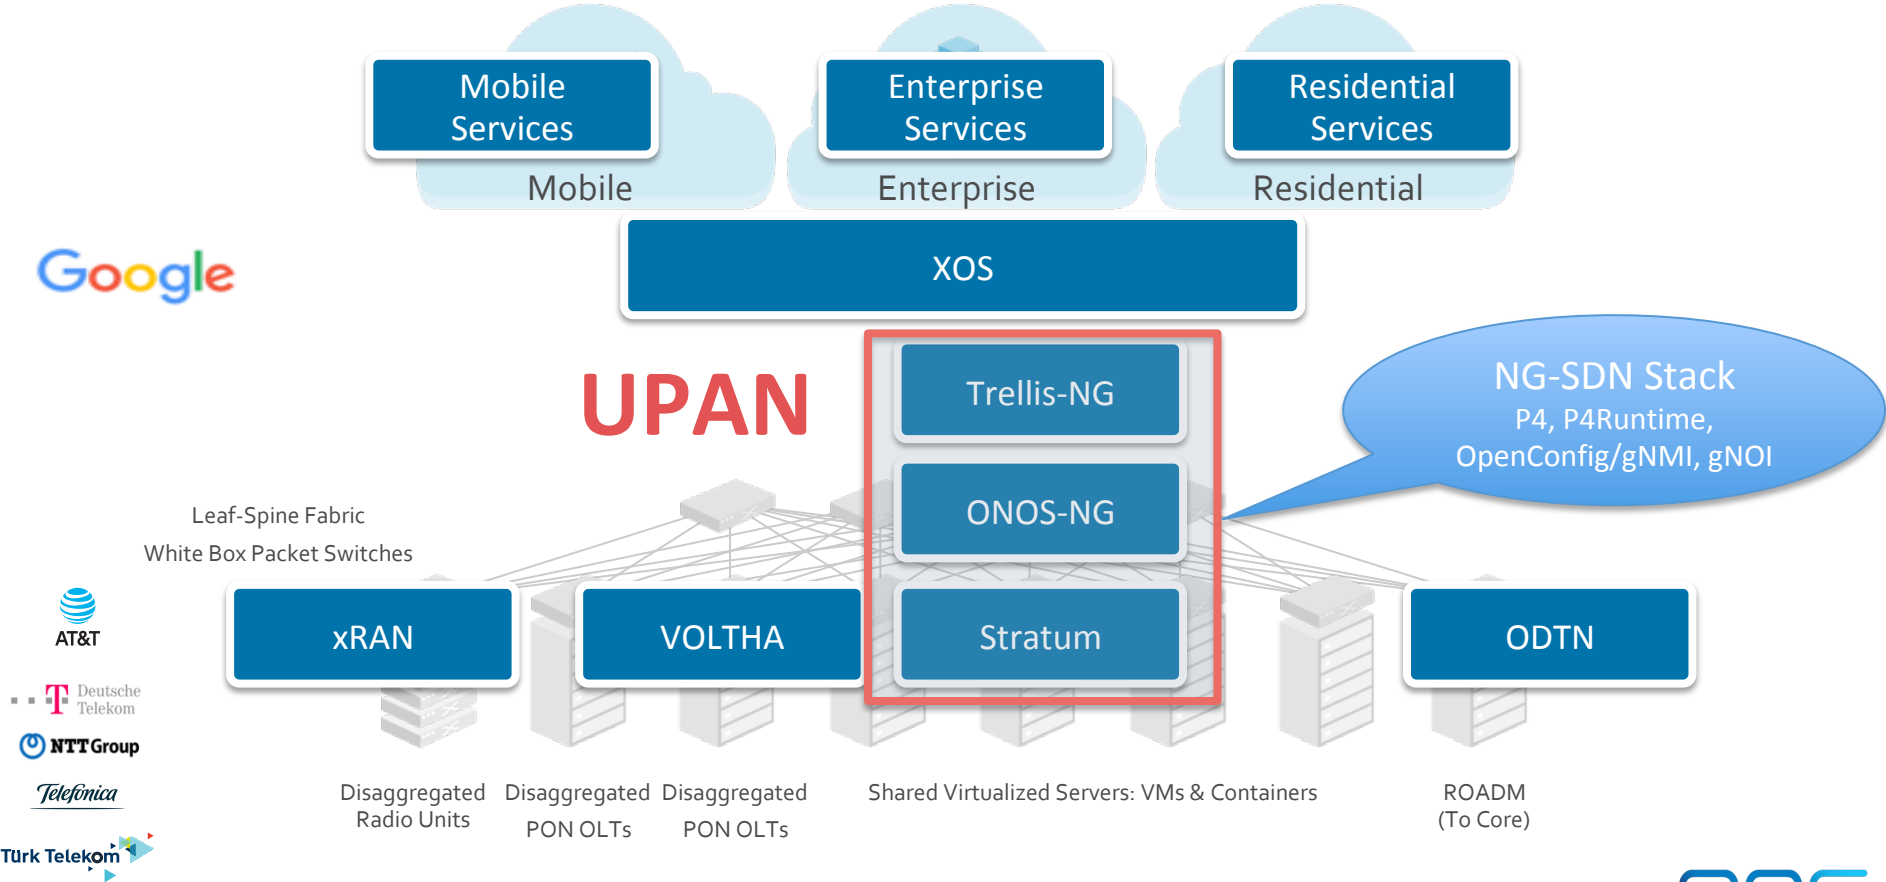 Mobile
Services
Enterprise
Services
Residential
Services
Mobile
Enterprise
Residential
XOS
Google
UPAN
Trellis-NG
NG-SDN Stack
P4, P4Runtime,
OpenConfig/gNMI, gNOI
ONOS-NG
Leaf-Spine Fabric
White Box Packet Switches
xRAN
VOLTHA
Stratum
ODTN
AT&T
Deutsche
Telekom
NTT Group
Telefónica
Türk Telekom
Disaggregated
Radio Units
Disaggregated
PON OLTs
Disaggregated
PON OLTs
Shared Virtualized Servers: VMs & Containers
ROADM
(To Core)